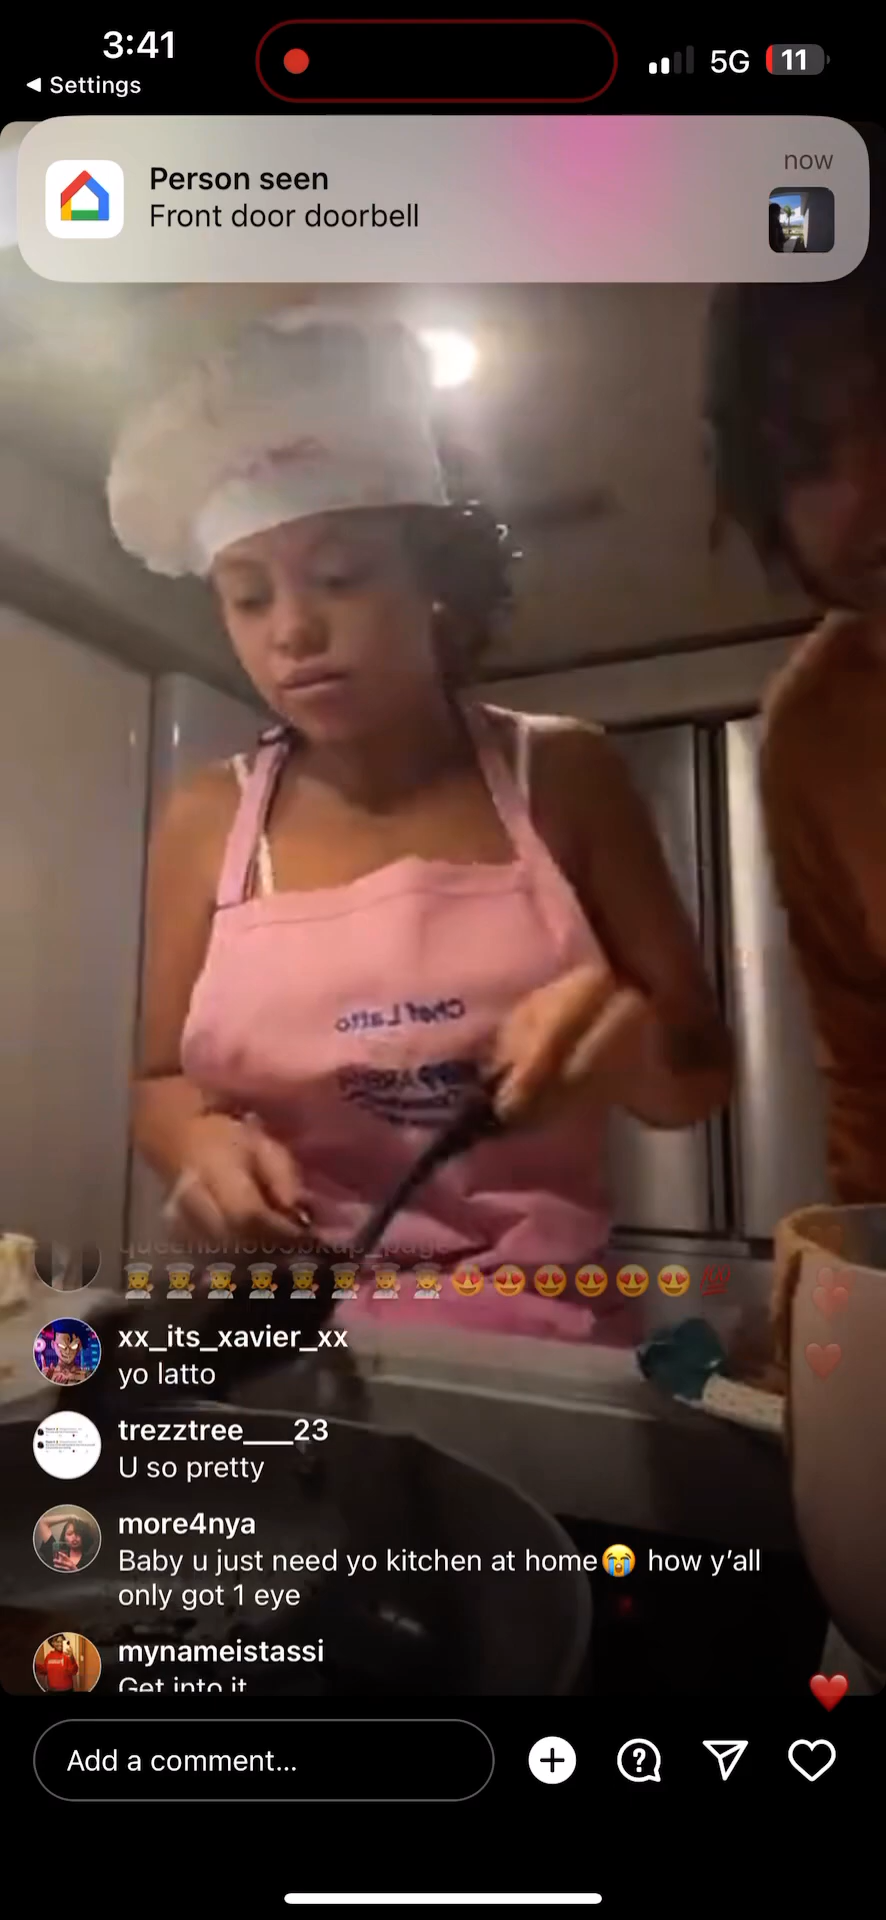 3:41
Settings
5G
11
Person seen
now
Front door doorbell
Chef Latto
xx_its_xavier_xx
yo latto
trezztree___23
U so pretty
more4nya
Baby u just need yo kitchen at home😭 how y’all
only got 1 eye
mynameistassi
Get into it
Add a comment...